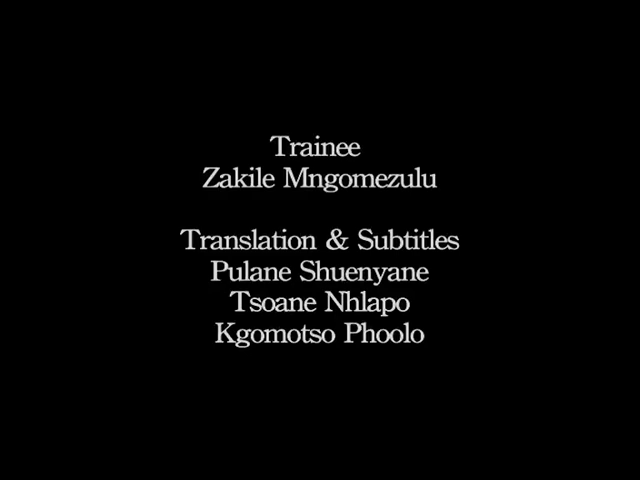 Trainee
Zakile Mngomezulu
Translation & Subtitles
Pulane Shuenyane
Tsoane Nhlapo
Kgomotso Phoolo